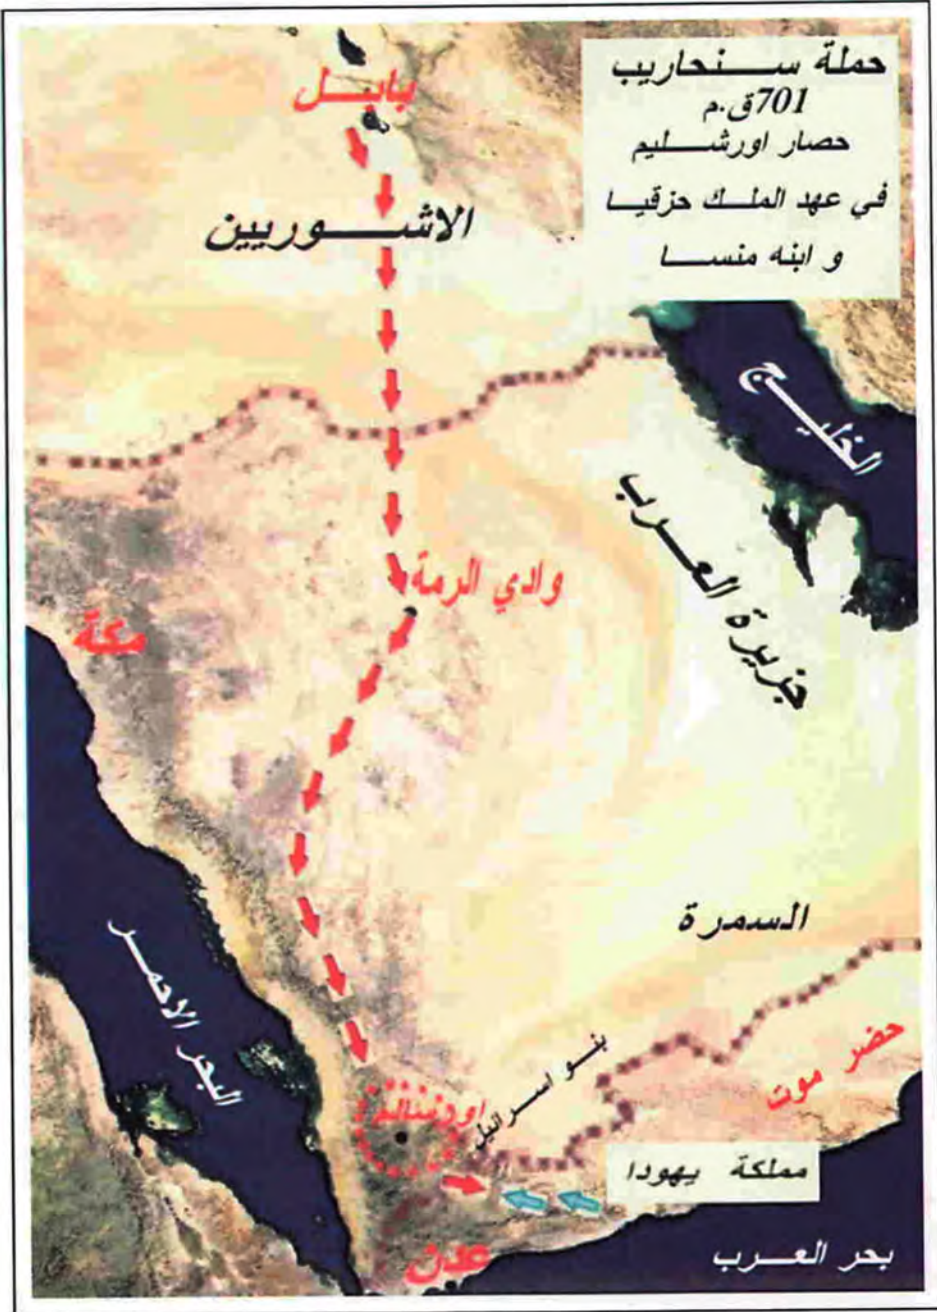 حملة سنحاريب
701ق.م
حصار اورشليم
في عهد الملك حزقيا
و ابنه منسا
بابل
الاشوريين
الخليج
جزيرة العرب
وادي الرمة
مكة
السمرة
البحر الاحمر
حضر موت
بنو اسرائيل
اورشاليم
مملكة يهودا
عدن
بحر العرب